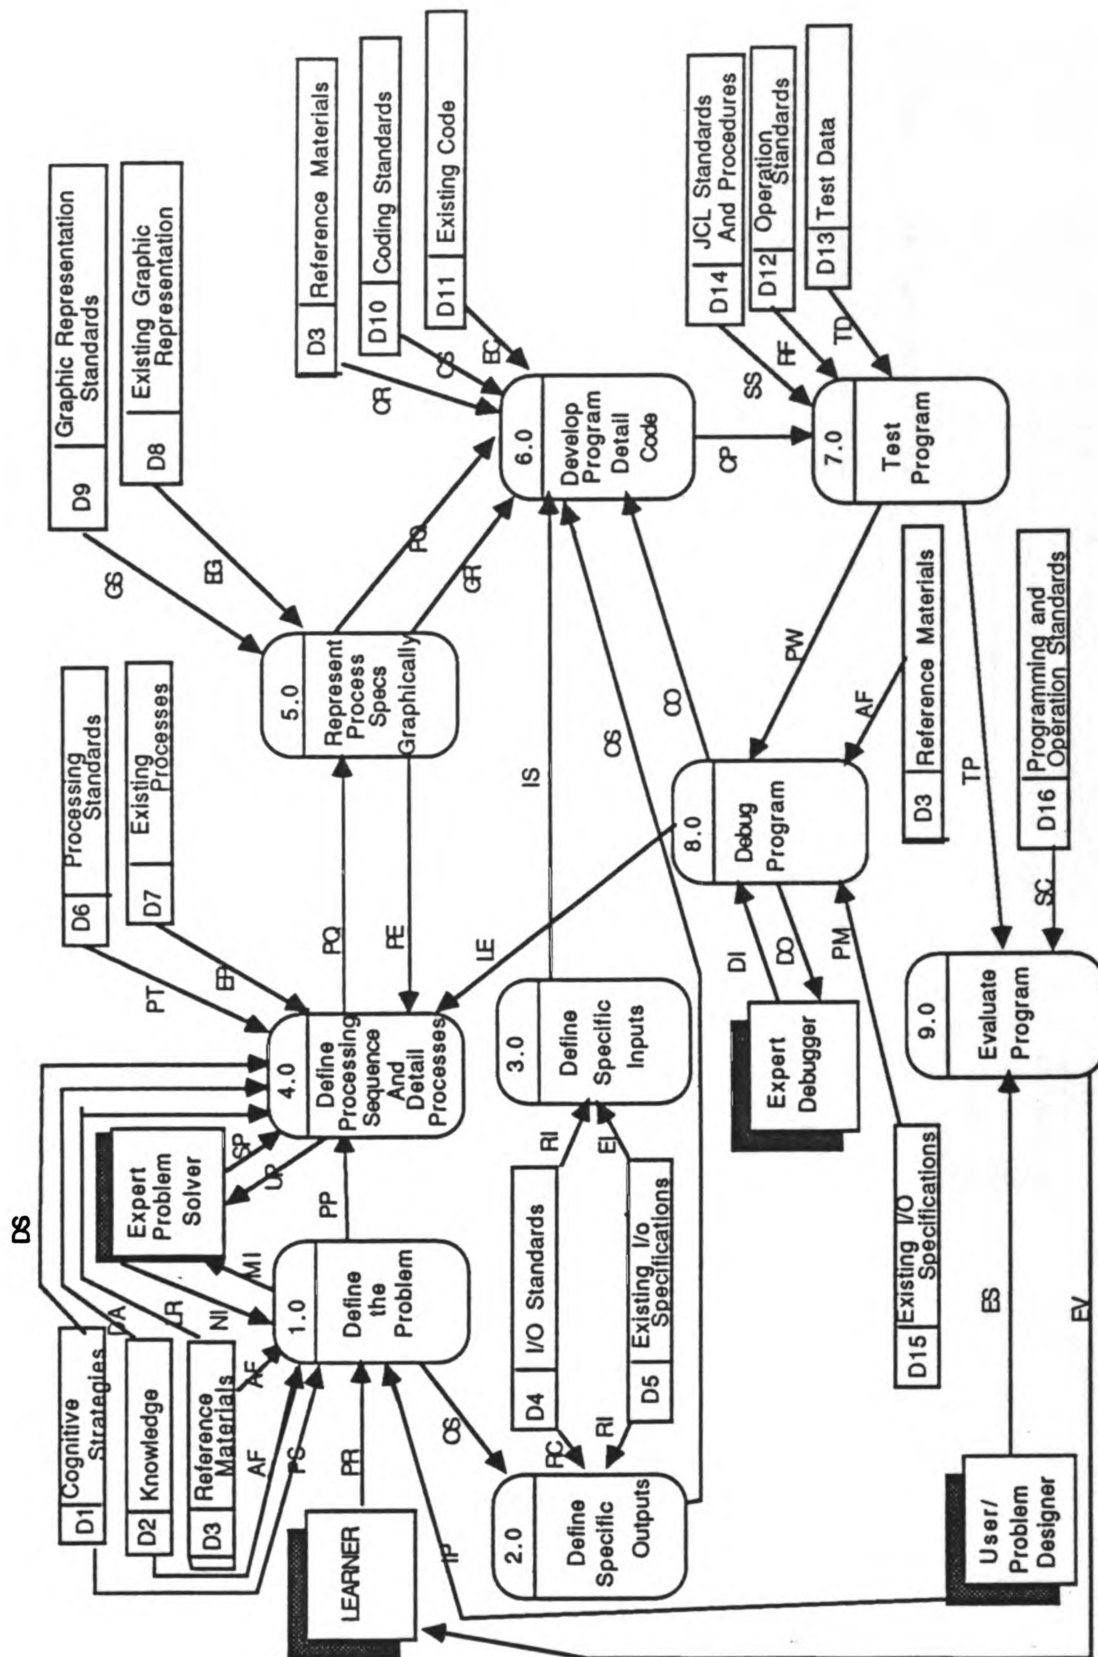 D9
Graphic Representation
Standards
D8
Existing Graphic
Representation
GS
EG
D3
Reference Materials
D10
Coding Standards
D11
Existing Code
CR
CS
EC
D14
JCL Standards
And Procedures
D12
Operation
Standards
D13
Test Data
SS
RF
TD
D6
Processing
Standards
D7
Existing
Processes
PT
EP
5.0
Represent
Process
Specs
Graphically
GR
6.0
Develop
Program
Detail
Code
CP
7.0
Test
Program
PQ
PE
IS
OS
CO
PW
AF
D3
Reference Materials
TP
D16
Programming and
Operation Standards
SC
DS
4.0
Define
Processing
Sequence
And
Detail
Processes
LE
3.0
Define
Specific
Inputs
8.0
Debug
Program
DI
DO
PM
Expert
Debugger
9.0
Evaluate
Program
Expert
Problem
Solver
SP
UP
PP
MI
NI
LR
DA
1.0
Define
the
Problem
RI
EI
D4
I/O Standards
D5
Existing I/o
Specifications
RC
RI
D15
Existing I/O
Specifications
ES
EV
D1
Cognitive
Strategies
D2
Knowledge
D3
Reference
Materials
AF
AF
PS
PR
OS
IP
LEARNER
2.0
Define
Specific
Outputs
User/
Problem
Designer